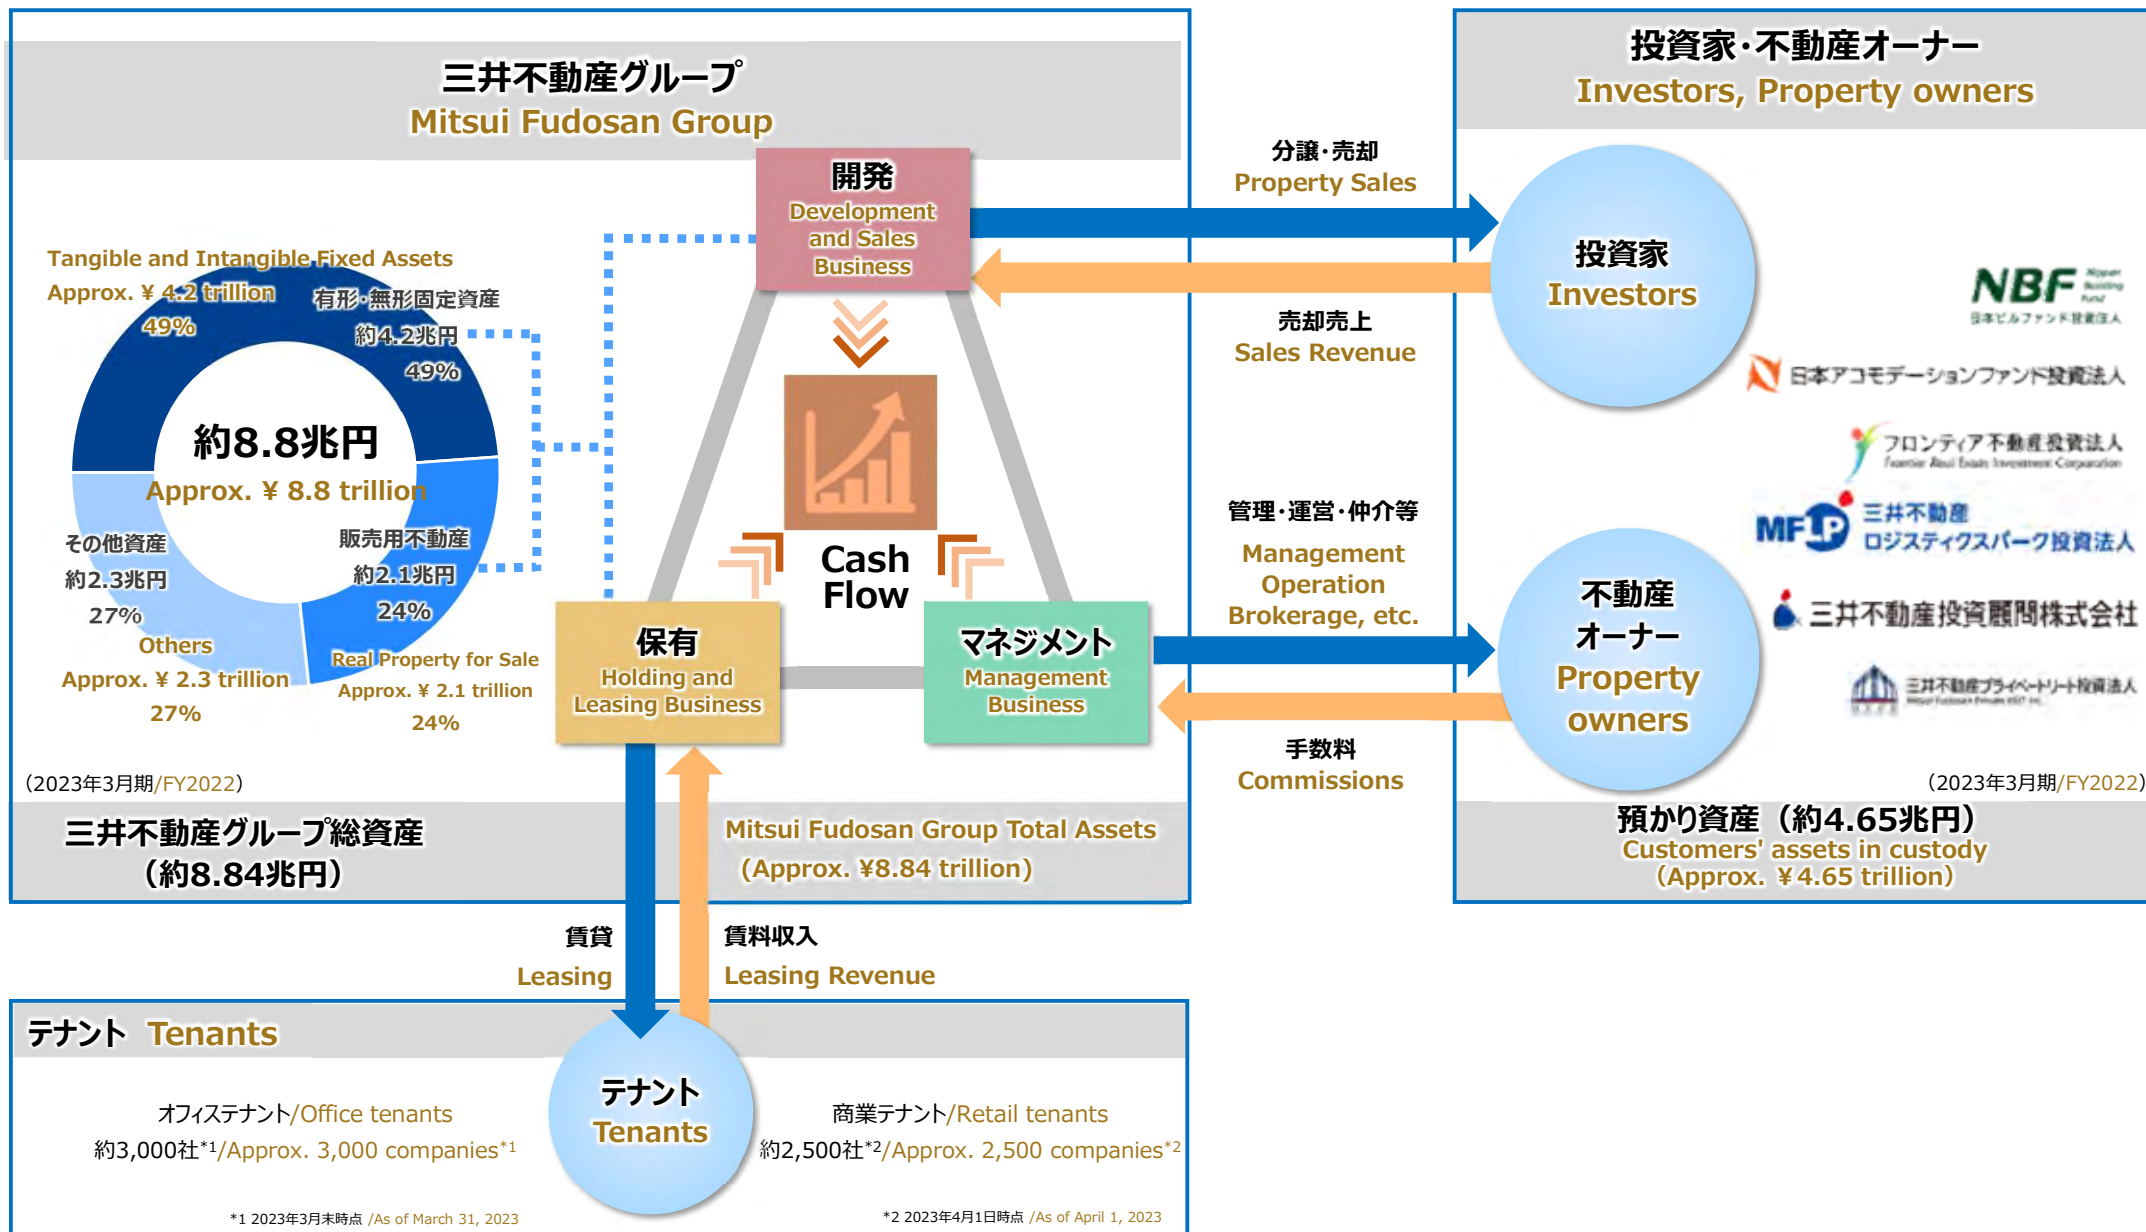 三井不動産グループ
Mitsui Fudosan Group
開発
Development
and Sales
Business
Tangible and Intangible Fixed Assets
Approx. ¥ 4.2 trillion
49%
有形・無形固定資産
約4.2兆円
49%
約8.8兆円
Approx. ¥ 8.8 trillion
その他資産
約2.3兆円
27%
Others
Approx. ¥ 2.3 trillion
27%
販売用不動産
約2.1兆円
24%
Real Property for Sale
Approx. ¥ 2.1 trillion
24%
Cash
Flow
保有
Holding and
Leasing Business
マネジメント
Management
Business
(2023年3月期/FY2022)
三井不動産グループ総資産
(約8.84兆円)
Mitsui Fudosan Group Total Assets
(Approx. ¥8.84 trillion)
分譲・売却
Property Sales
売却売上
Sales Revenue
管理・運営・仲介等
Management
Operation
Brokerage, etc.
手数料
Commissions
投資家・不動産オーナー
Investors, Property owners
投資家
Investors
不動産
オーナー
Property
owners
NBF
Nippon
Building
Fund
日本ビルファンド投資法人
日本アコモデーションファンド投資法人
フロンティア不動産投資法人
Frontier Real Estate Investment Corporation
MFLP
三井不動産
ロジスティクスパーク投資法人
三井不動産投資顧問株式会社
三井不動産プライベートリート投資法人
(2023年3月期/FY2022)
預かり資産（約4.65兆円）
Customers' assets in custody
(Approx. ¥4.65 trillion)
賃貸
Leasing
賃料収入
Leasing Revenue
テナント Tenants
テナント
Tenants
オフィステナント/Office tenants
約3,000社*1/Approx. 3,000 companies*1
*1 2023年3月末時点 /As of March 31, 2023
商業テナント/Retail tenants
約2,500社*2/Approx. 2,500 companies*2
*2 2023年4月1日時点 /As of April 1, 2023